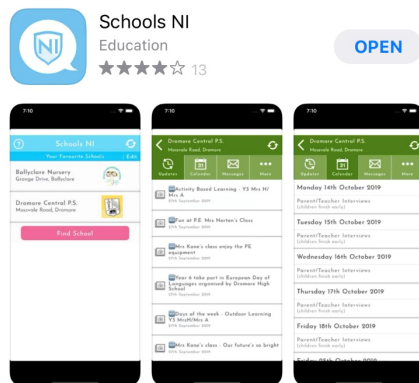 Schools NI
Education
13
OPEN
NI
7:10
Schools NI
Your Favourite Schools
Edit
Ballyclare Nursery
Grange Drive, Ballyclare
Dromore Central P.S.
Mossvale Road, Dromore
Find School
7:10
Dromore Central P.S.
Mossvale Road, Dromore
Updates
Calendar
Messages
More
Activity Based Learning - Y3 Mrs H/
Mrs A
Fun at P.E. Mrs Harten's Class
Mrs Kane's class enjoy the PE
equipment
Year 6 take part in European Day of
Languages organised by Dromore High
School
Days of the week - Outdoor Learning
Y3 MrsH/Mrs A
Mrs Kane's class - Our future's so bright
7:10
Dromore Central P.S.
Mossvale Road, Dromore
Updates
Calendar
Messages
More
Monday 14th October 2019
Parent/Teacher Interviews
(children finish early)
Tuesday 15th October 2019
Parent/Teacher Interviews
(children finish early)
Wednesday 16th October 2019
Parent/Teacher Interviews
(children finish early)
Thursday 17th October 2019
Parent/Teacher Interviews
(children finish early)
Friday 18th October 2019
Parent/Teacher Interviews
(children finish early)
Friday 25th October 2019